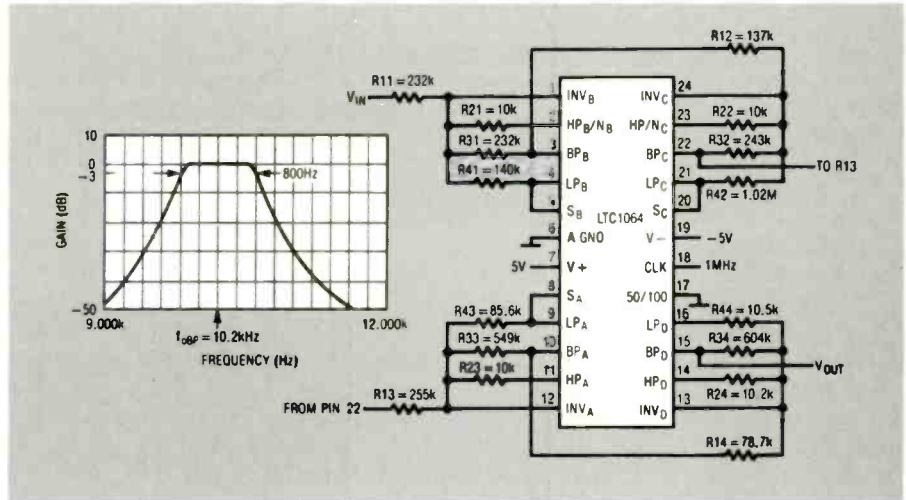 R12 = 137k
R11 = 232k
VIN
R21 = 10k
R31 = 232k
R41 = 140k
1 INVB
HPB/NB
3 BPB
4 LPB
SB
6 A GND
5V 7 V+
8 SA
9 LPA
10 BPA
11 HPA
12 INVA
LTC1064
INVC 24
HP/NC 23
BPC 22
LPC 21
SC 20
V− 19 −5V
CLK 18 1MHz
50/100 17
LPD 16
BPD 15
HPD 14
INVD 13
R22 = 10k
R32 = 243k
TO R13
R42 = 1.02M
R43 = 85.6k
R33 = 549k
R23 = 10k
FROM PIN 22 R13 = 255k
R44 = 10.5k
R34 = 604k
VOUT
R24 = 10.2k
R14 = 78.7k
10
0
−3
−50
GAIN (dB)
800Hz
9.000k
12.000k
foBP = 10.2kHz
FREQUENCY (Hz)